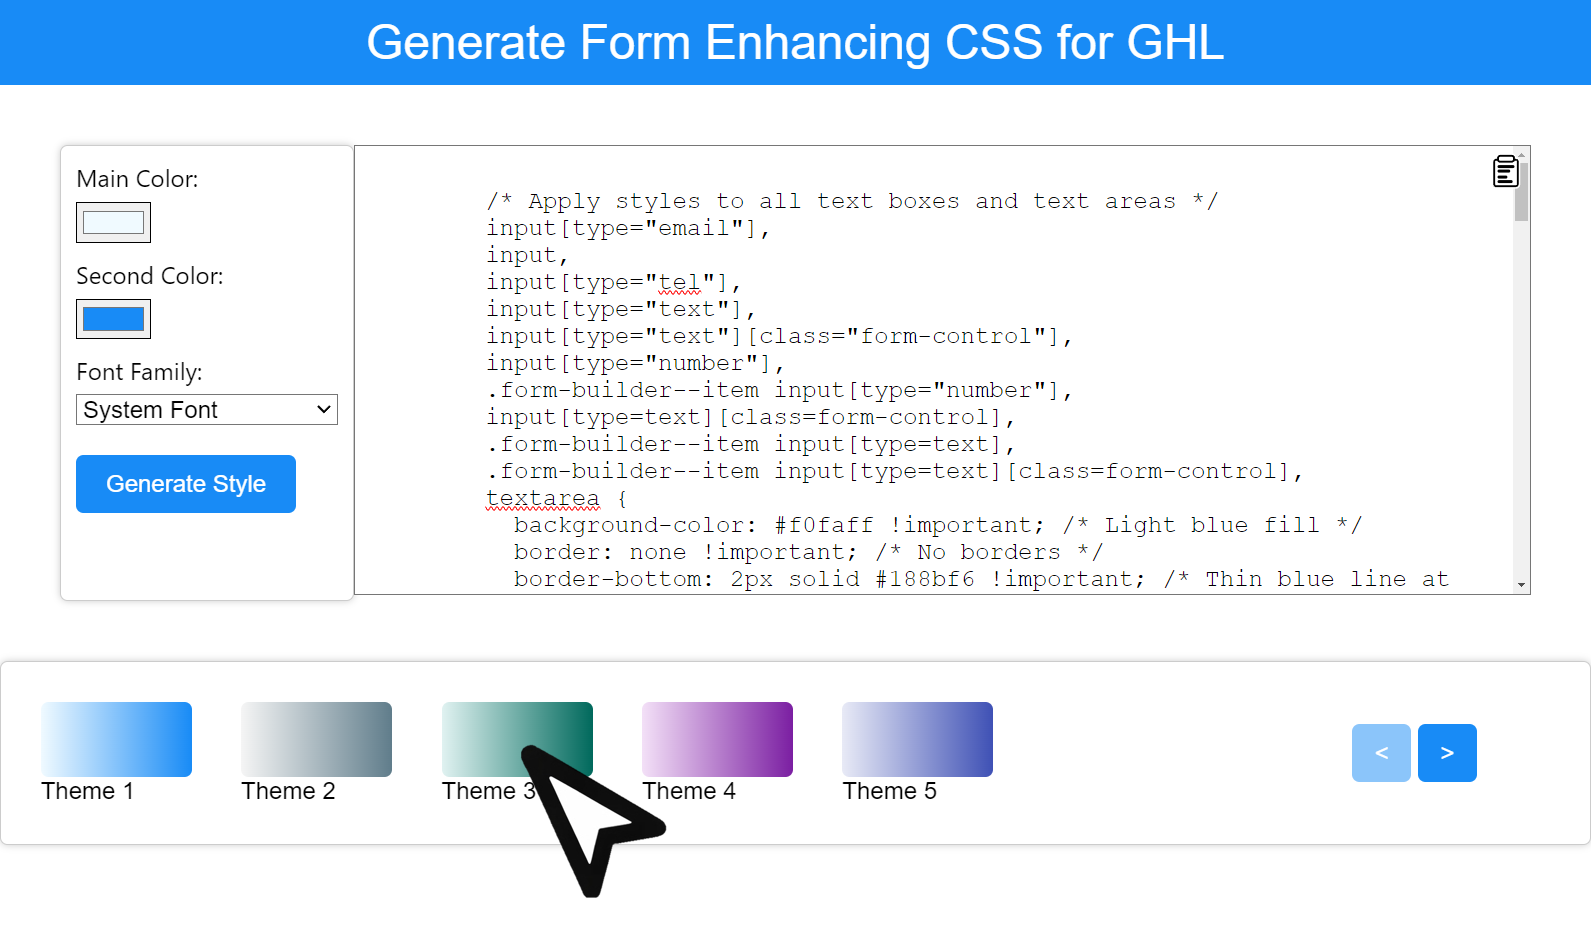 Generate Form Enhancing CSS for GHL
Main Color:
Second Color:
Font Family:
System Font
Generate Style
/* Apply styles to all text boxes and text areas */
input[type="email"],
input,
input[type="tel"],
input[type="text"],
input[type="text"][class="form-control"],
input[type="number"],
.form-builder--item input[type="number"],
input[type=text][class=form-control],
.form-builder--item input[type=text],
.form-builder--item input[type=text][class=form-control],
textarea {
  background-color: #f0faff !important; /* Light blue fill */
  border: none !important; /* No borders */
  border-bottom: 2px solid #188bf6 !important; /* Thin blue line at
Theme 1
Theme 2
Theme 3
Theme 4
Theme 5
<
>